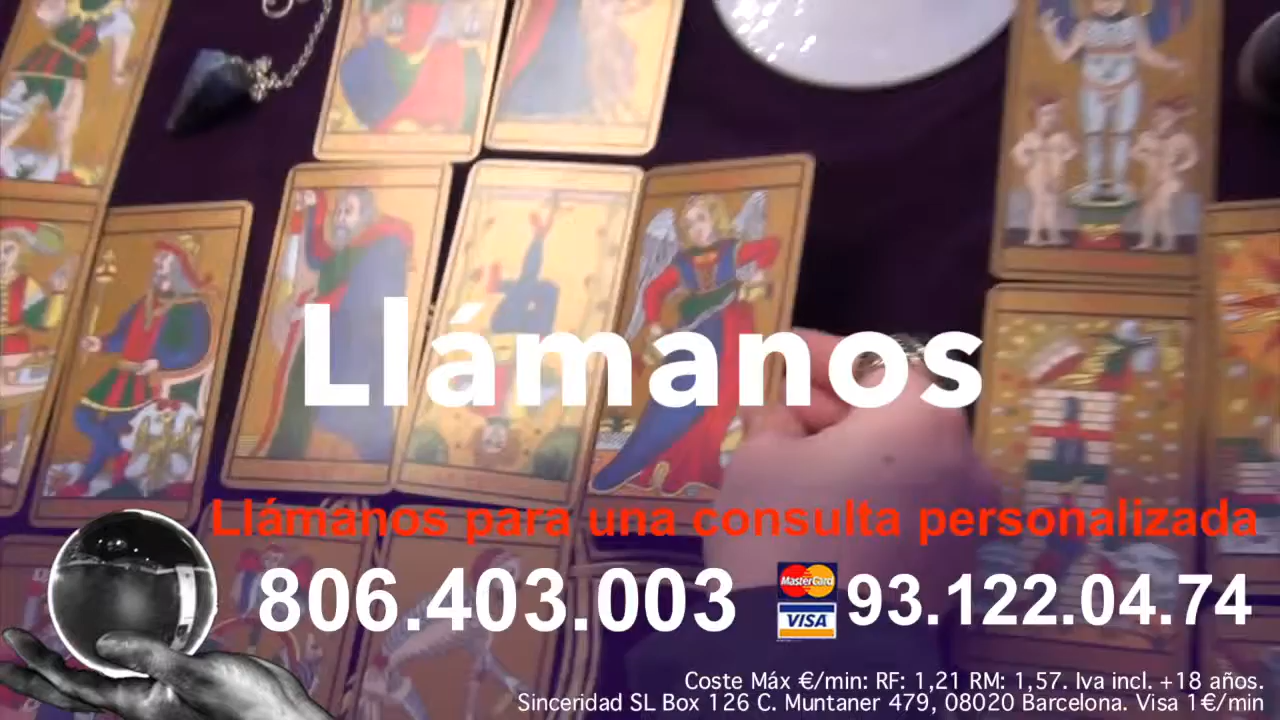 Llámanos
Llámanos para una consulta personalizada
806.403.003 MasterCard VISA 93.122.04.74
Coste Máx €/min: RF: 1,21 RM: 1,57. Iva incl. +18 años.
Sinceridad SL Box 126 C. Muntaner 479, 08020 Barcelona. Visa 1€/min